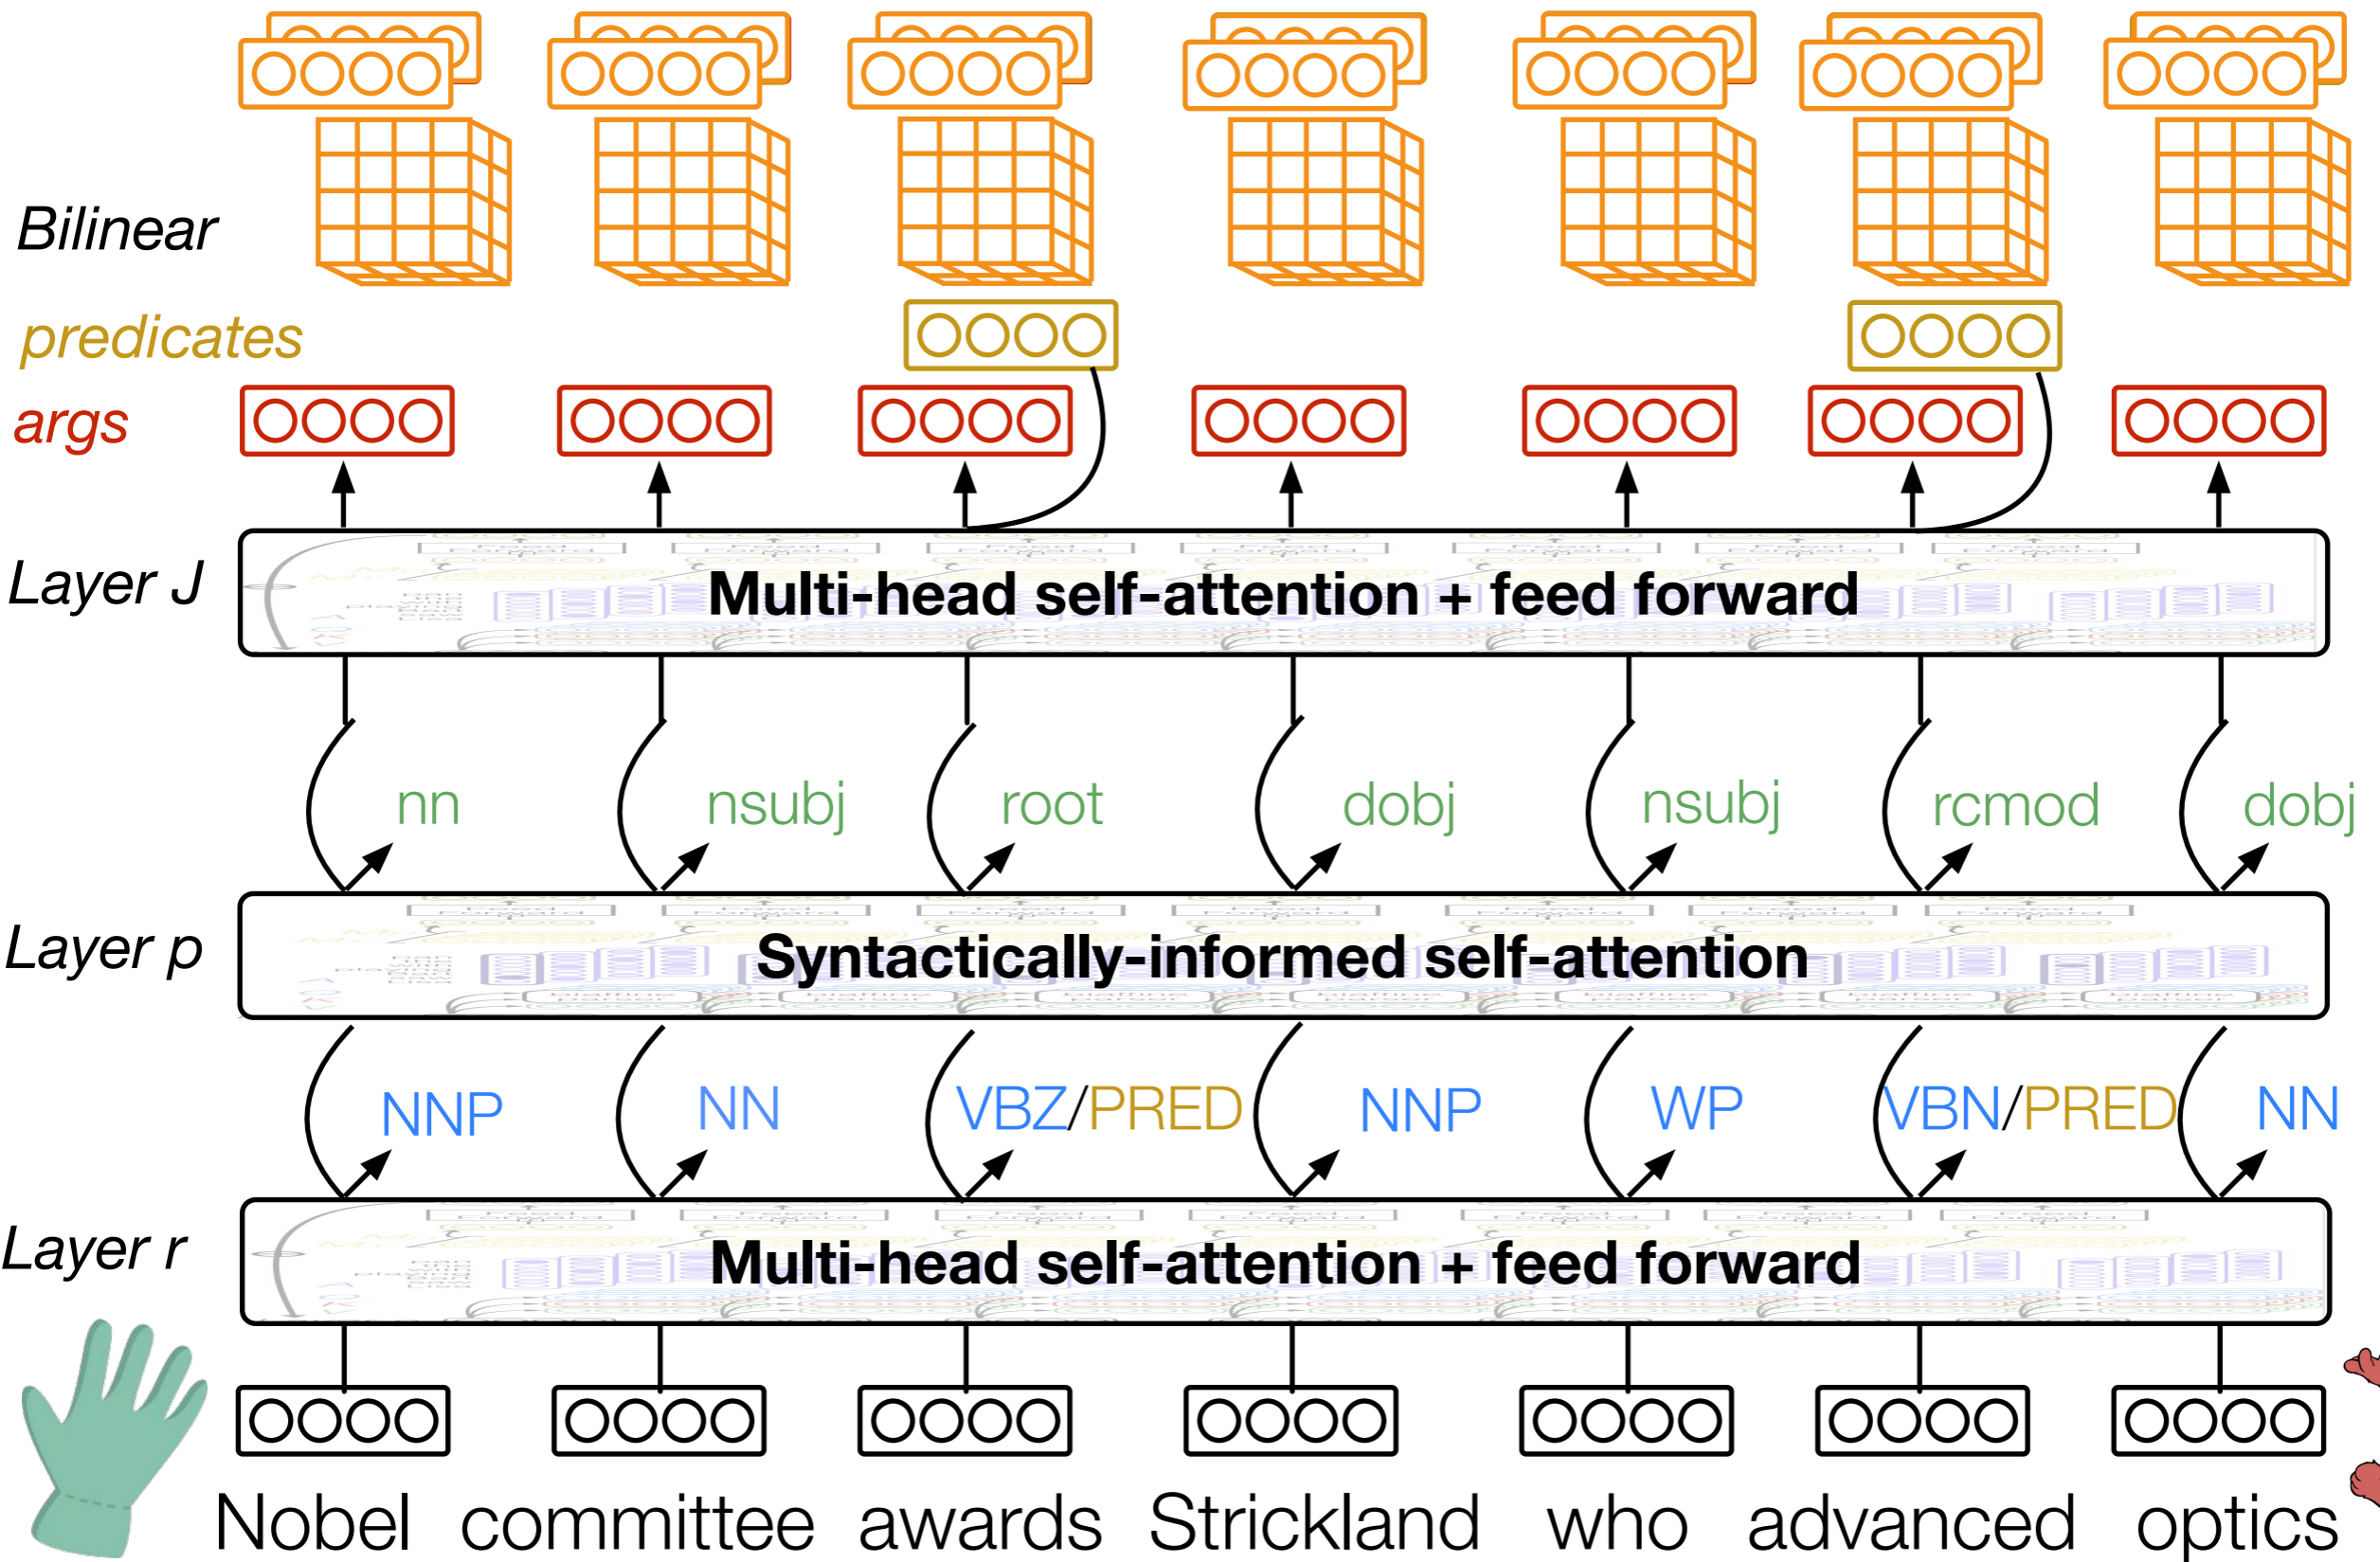 Bilinear
predicates
args
Layer J Multi-head self-attention + feed forward
nn nsubj root dobj nsubj rcmod dobj
Layer p Syntactically-informed self-attention
NNP NN VBZ/PRED NNP WP VBN/PRED NN
Layer r Multi-head self-attention + feed forward
Nobel committee awards Strickland who advanced optics